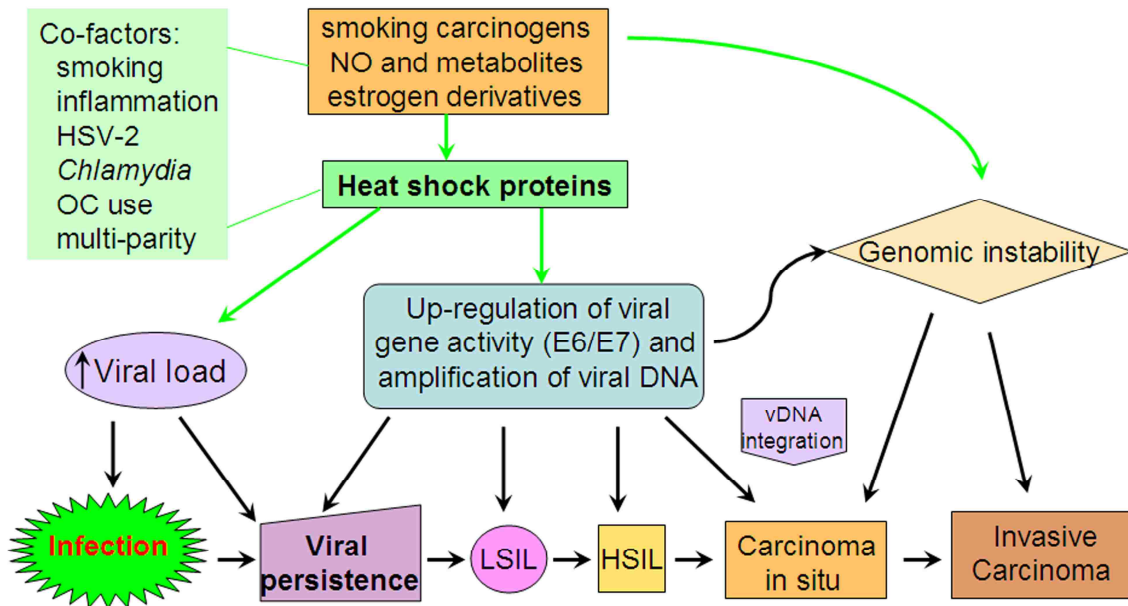 Co-factors:
smoking
inflammation
HSV-2
Chlamydia
OC use
multi-parity
smoking carcinogens
NO and metabolites
estrogen derivatives
Heat shock proteins
Genomic instability
Up-regulation of viral
gene activity (E6/E7) and
amplification of viral DNA
↑Viral load
vDNA
integration
Infection
Viral
persistence
LSIL
HSIL
Carcinoma
in situ
Invasive
Carcinoma